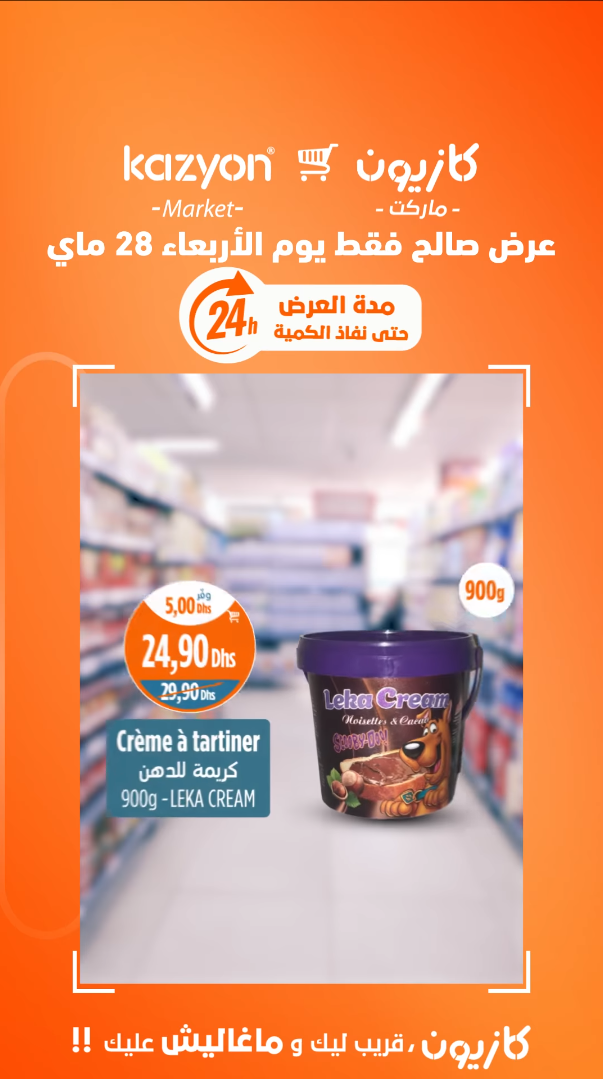 kazyon® كازيون
-Market- - ماركت -
عرض صالح فقط يوم الأربعاء 28 ماي
24h
مدة العرض
حتى نفاذ الكمية
900g
وفّر
5,00 Dhs
24,90 Dhs
29,90 Dhs
Crème à tartiner
كريمة للدهن
900g - LEKA CREAM
Leka Cream
Noisettes & Cacao
SCOOBY-DOO!
كازيون، قريب ليك و ماغاليش عليك !!